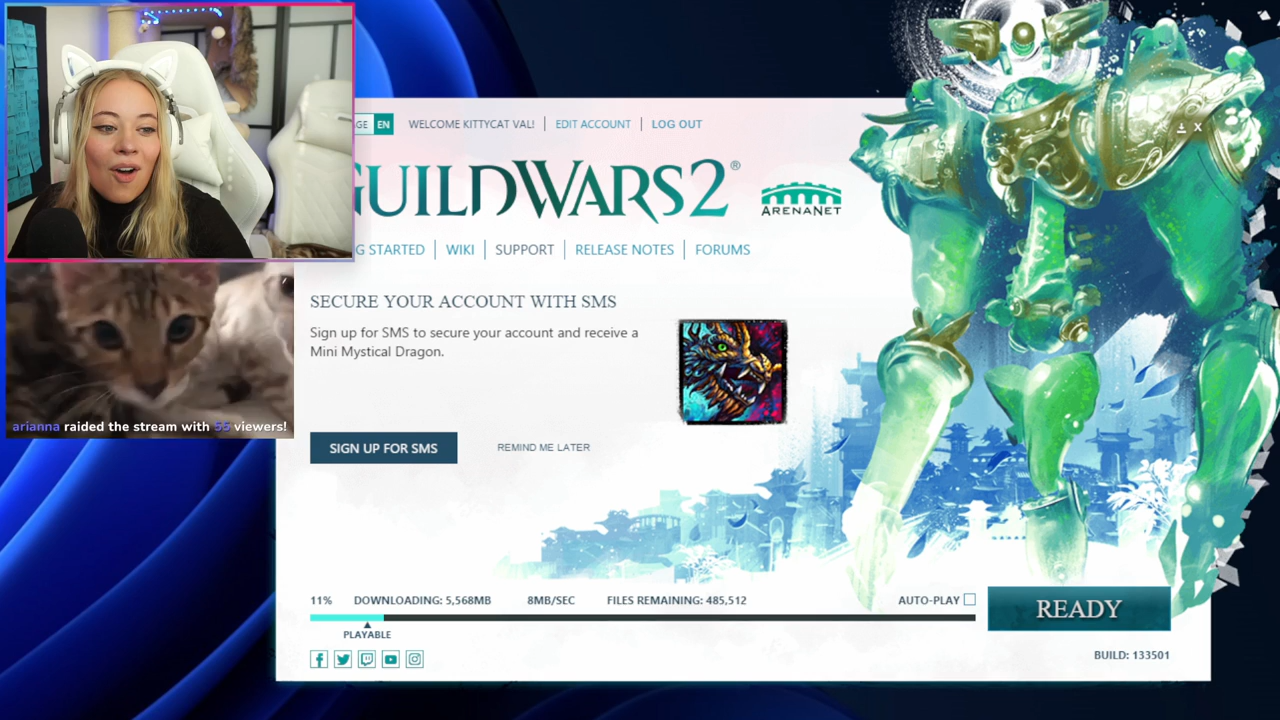 EN
WELCOME KITTYCAT VAL!
EDIT ACCOUNT
LOG OUT
GUILD WARS 2®
ARENANET
STARTED
WIKI
SUPPORT
RELEASE NOTES
FORUMS
SECURE YOUR ACCOUNT WITH SMS
Sign up for SMS to secure your account and receive a
Mini Mystical Dragon.
arianna raided the stream with 55 viewers!
SIGN UP FOR SMS
REMIND ME LATER
11%
DOWNLOADING: 5,568MB
8MB/SEC
FILES REMAINING: 485,512
AUTO-PLAY
READY
PLAYABLE
BUILD: 133501